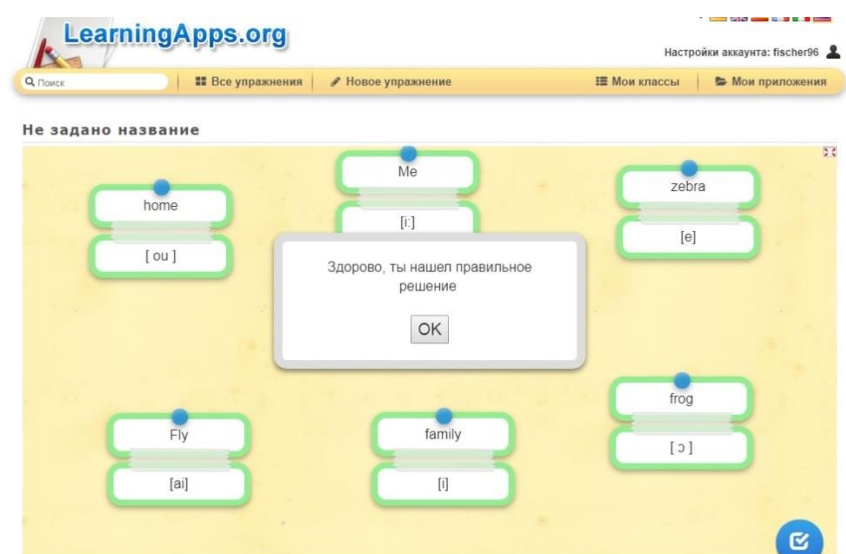 LearningApps.org
Настройки аккаунта: fischer96
Поиск
Все упражнения
Новое упражнение
Мои классы
Мои приложения
Не задано название
home
[ ou ]
Me
[i:]
zebra
[e]
Здорово, ты нашел правильное
решение
OK
Fly
[ai]
family
[i]
frog
[ ɔ ]